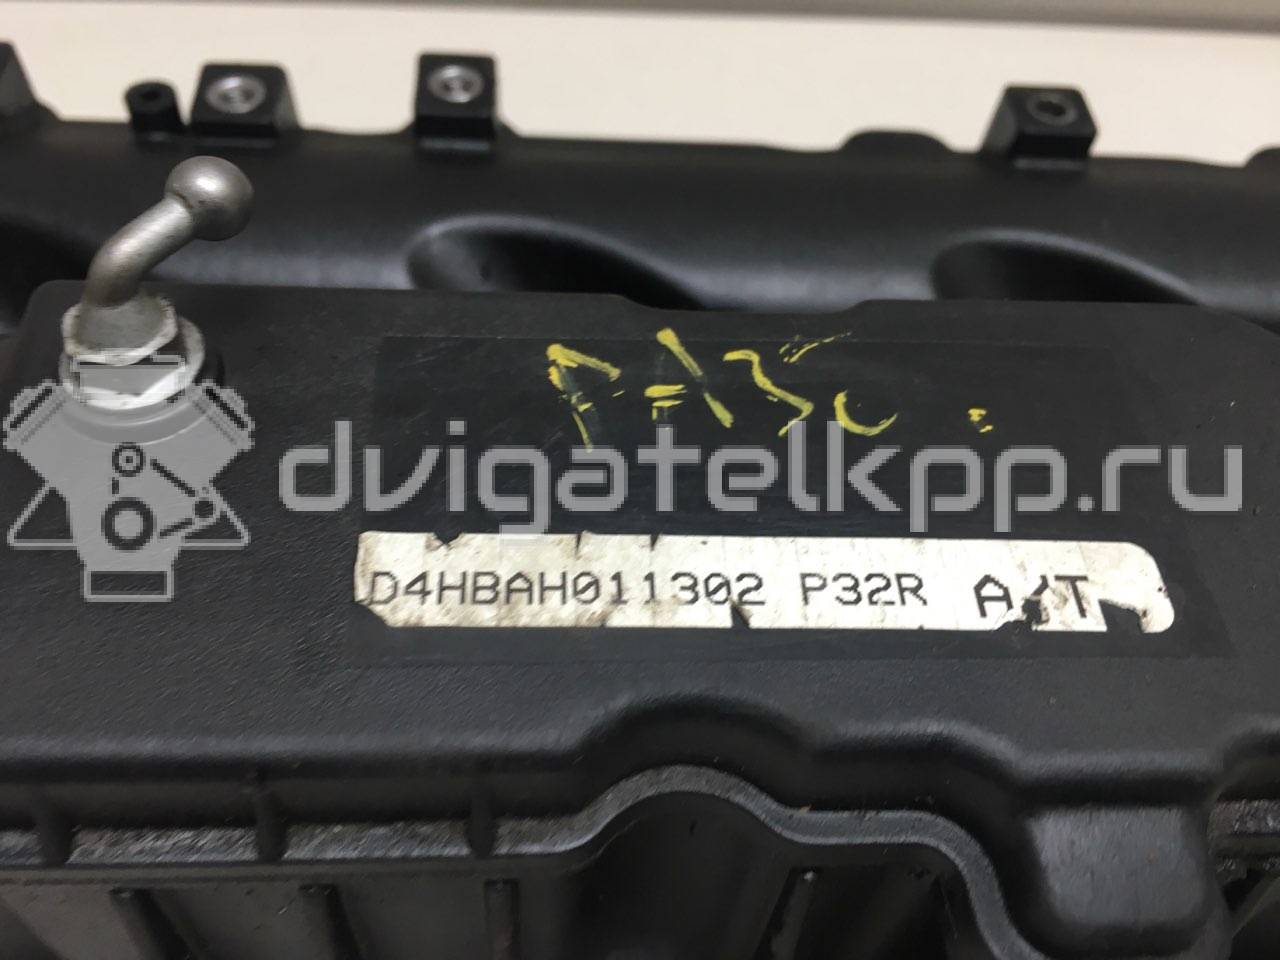 dvigatelkpp.ru
D4HBAH011302 P32R A/T